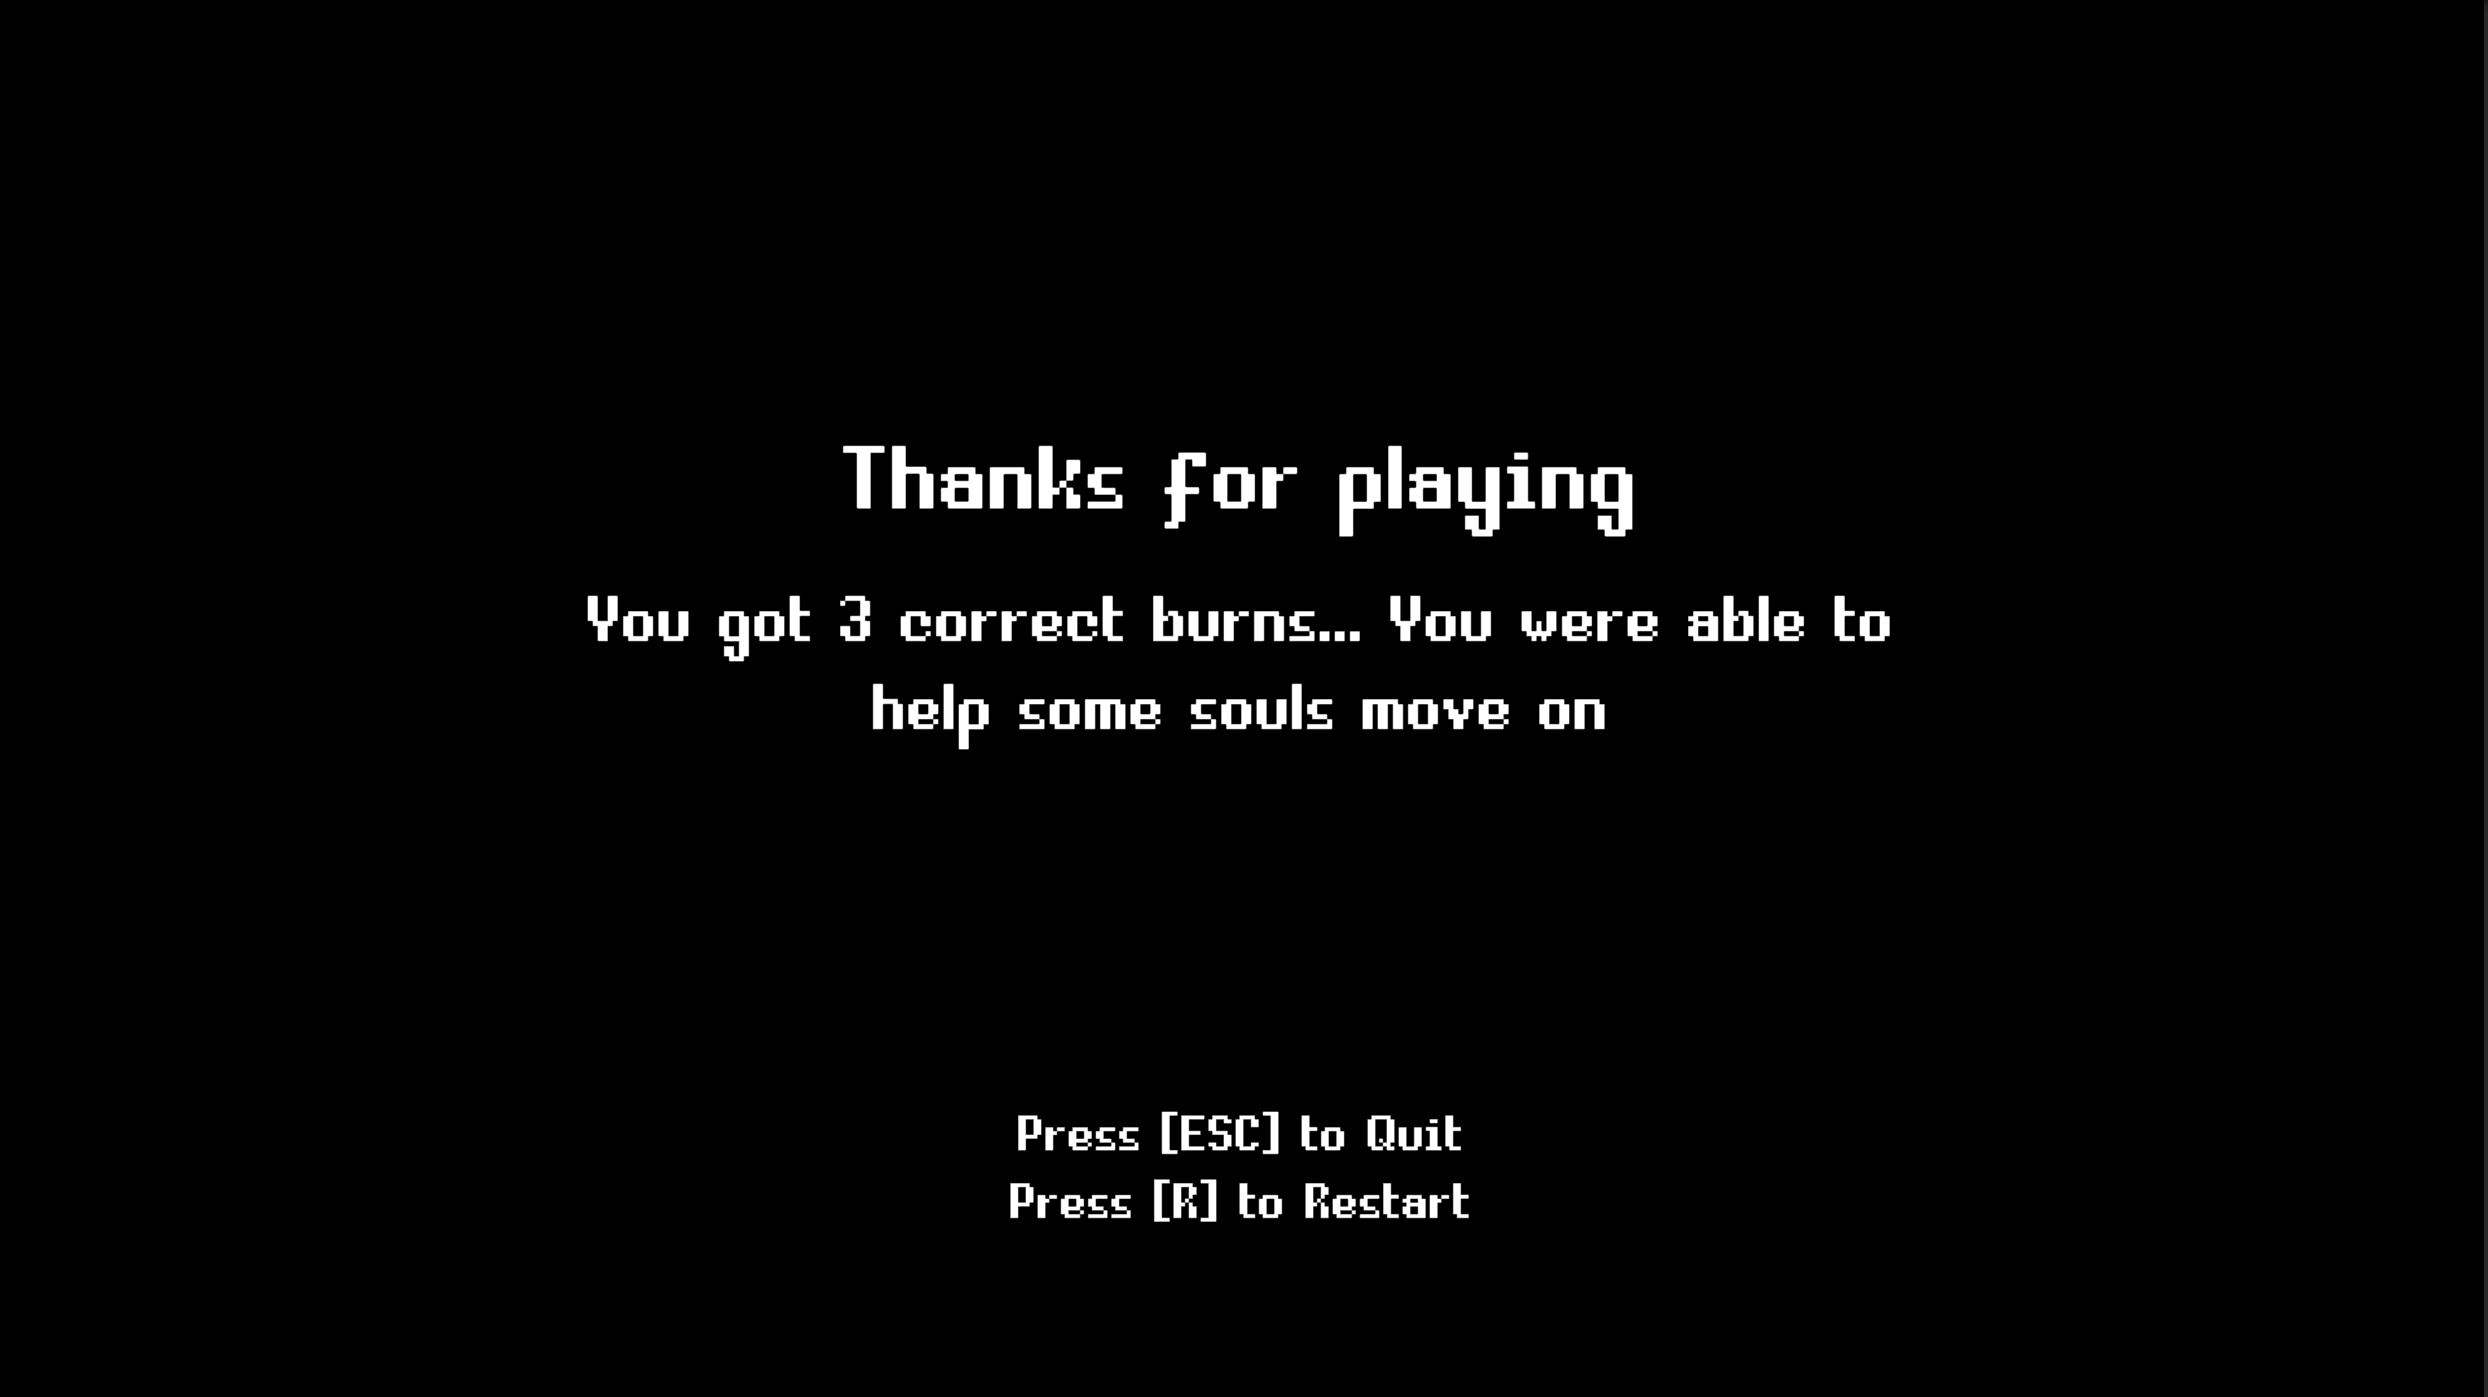 Thanks for playing
You got 3 correct burns... You were able to
help some souls move on
Press [ESC] to Quit
Press [R] to Restart